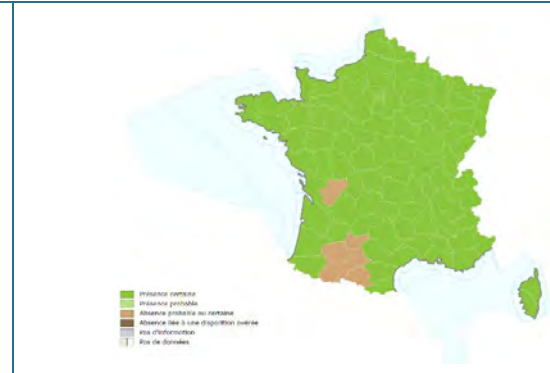 Présence certaine
Présence probable
Absence probable ou certaine
Absence liée à une disparition avérée
Pas d'information
Pas de données